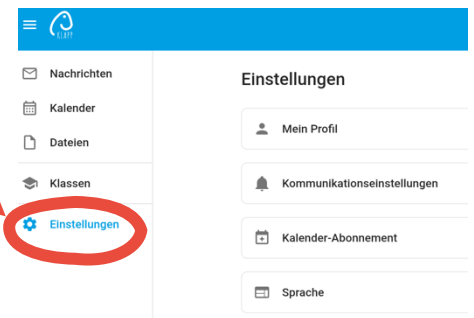 KLAPP
Nachrichten
Kalender
Dateien
Klassen
Einstellungen
Einstellungen
Mein Profil
Kommunikationseinstellungen
Kalender-Abonnement
Sprache